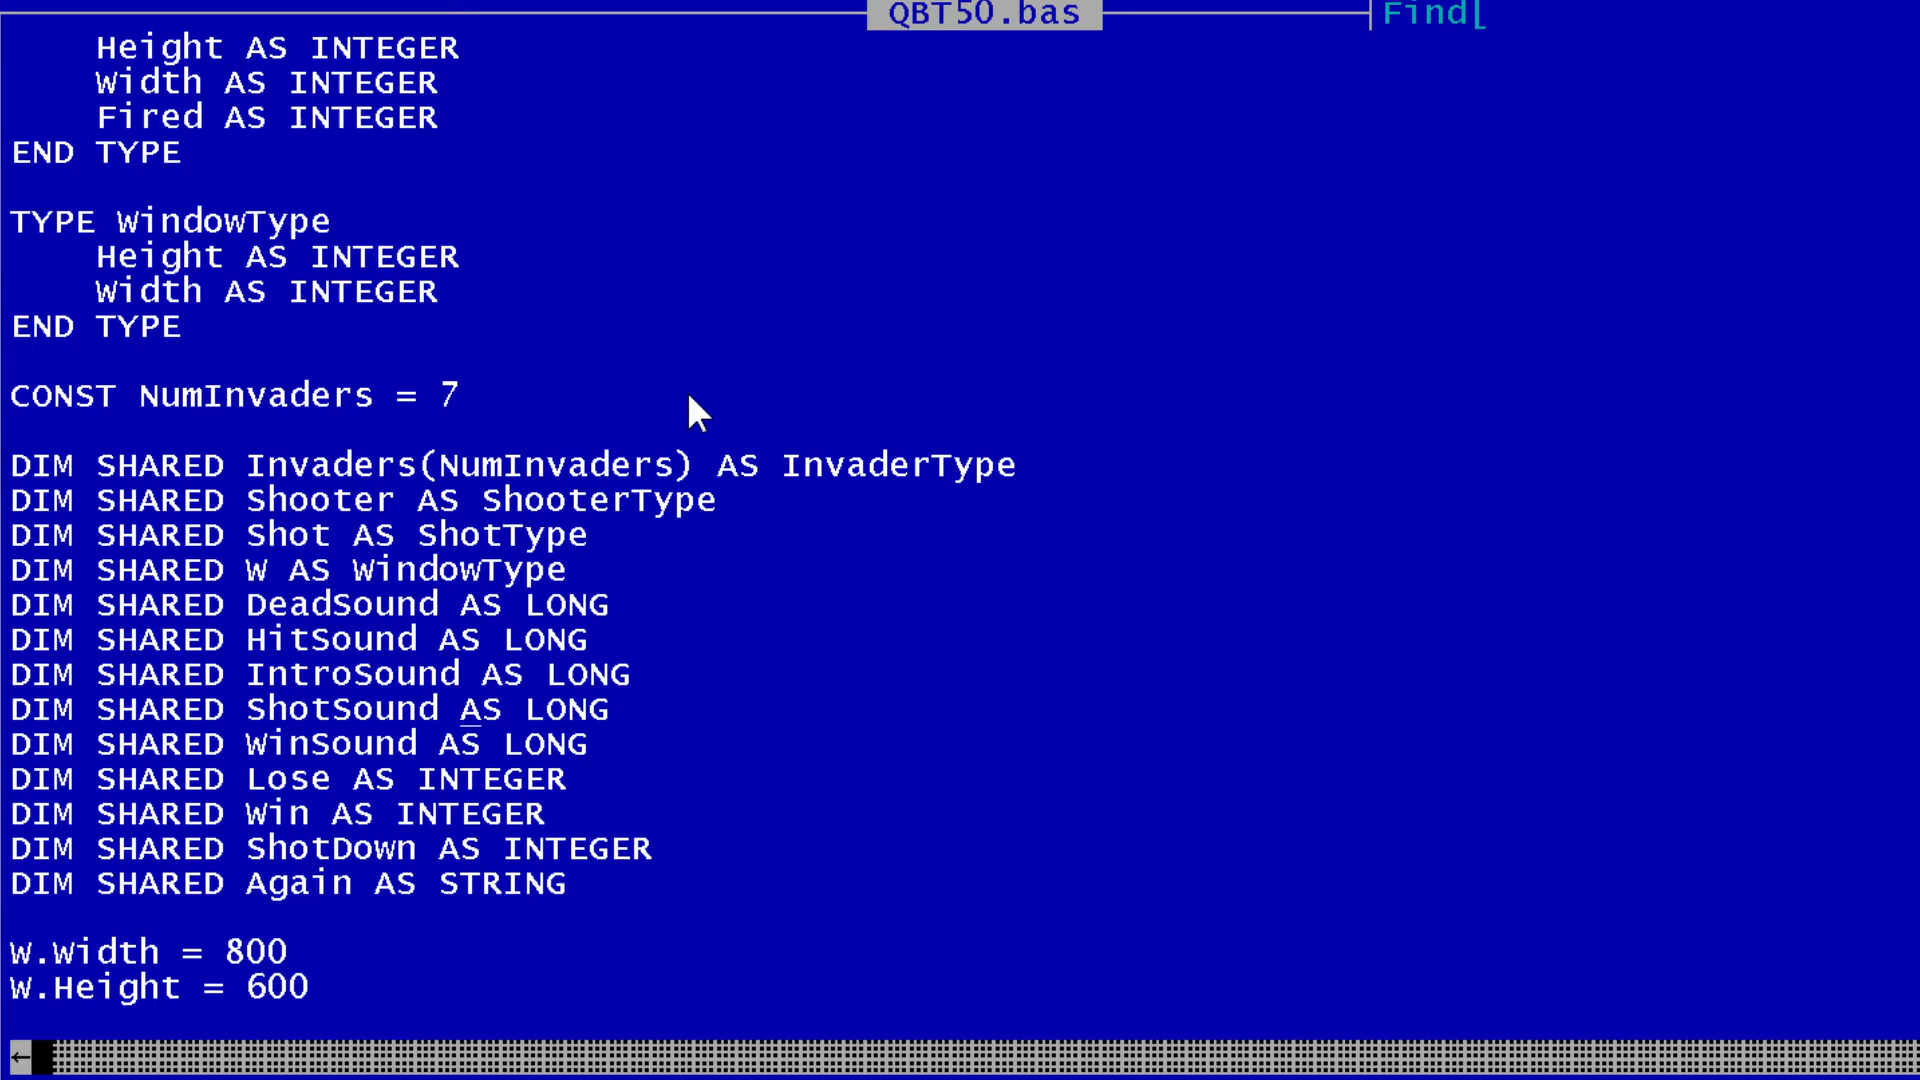 QBT50.bas
Find[
    Height AS INTEGER
    Width AS INTEGER
    Fired AS INTEGER
END TYPE

TYPE WindowType
    Height AS INTEGER
    Width AS INTEGER
END TYPE

CONST NumInvaders = 7

DIM SHARED Invaders(NumInvaders) AS InvaderType
DIM SHARED Shooter AS ShooterType
DIM SHARED Shot AS ShotType
DIM SHARED W AS WindowType
DIM SHARED DeadSound AS LONG
DIM SHARED HitSound AS LONG
DIM SHARED IntroSound AS LONG
DIM SHARED ShotSound AS LONG
DIM SHARED WinSound AS LONG
DIM SHARED Lose AS INTEGER
DIM SHARED Win AS INTEGER
DIM SHARED ShotDown AS INTEGER
DIM SHARED Again AS STRING

W.Width = 800
W.Height = 600